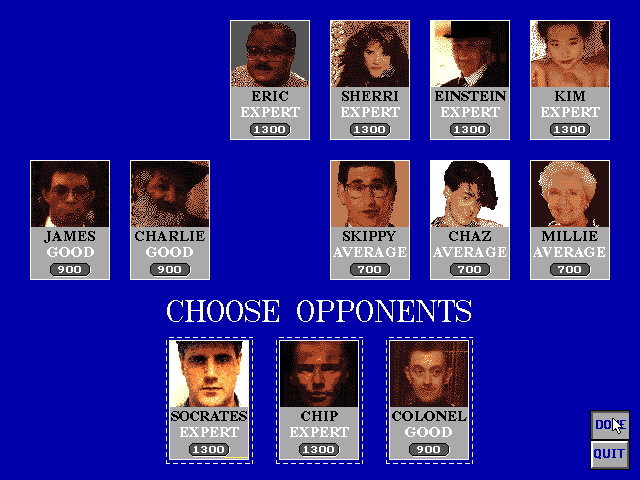 ERIC SHERRI EINSTEIN KIM
EXPERT EXPERT EXPERT EXPERT
1300 1300 1300 1300
JAMES CHARLIE SKIPPY CHAZ MILLIE
GOOD GOOD AVERAGE AVERAGE AVERAGE
900 900 700 700 700
CHOOSE OPPONENTS
SOCRATES CHIP COLONEL
EXPERT EXPERT GOOD
1300 1300 900
DONE
QUIT